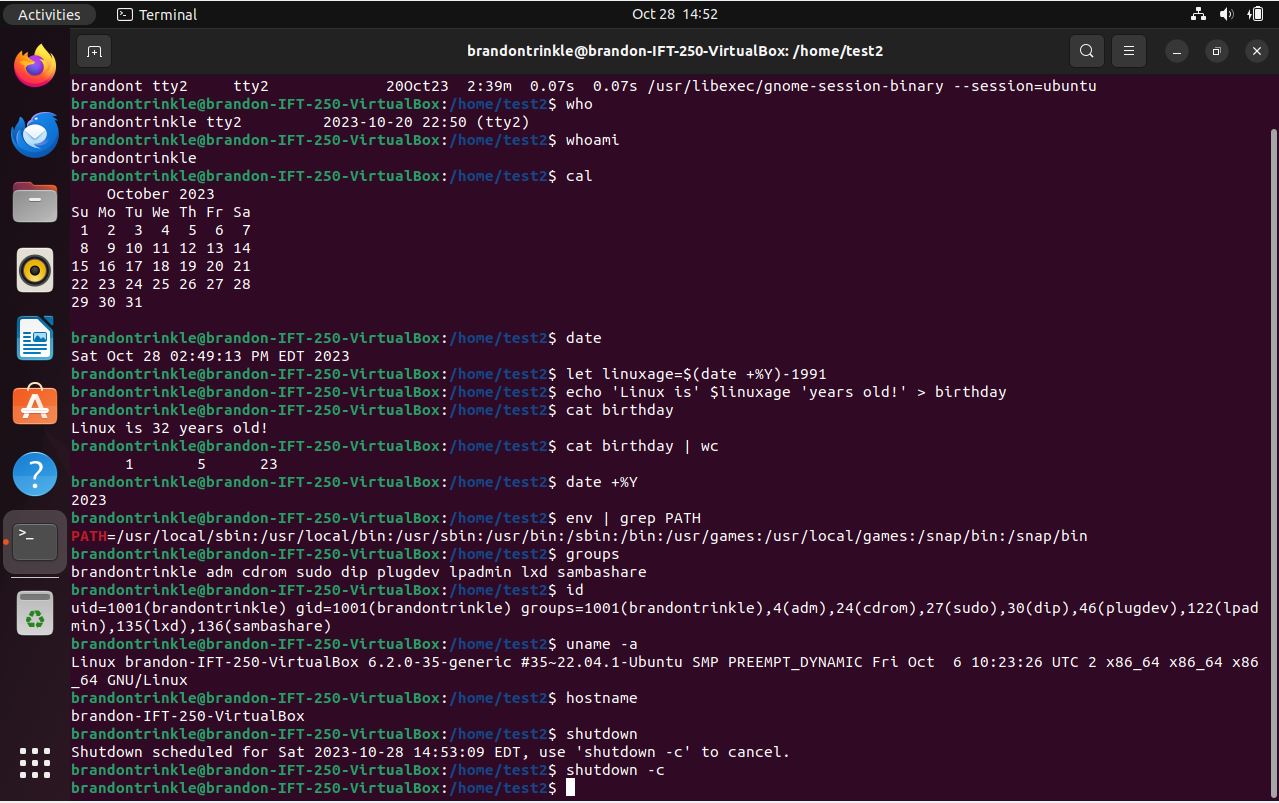 Activities Terminal Oct 28 14:52
brandontrinkle@brandon-IFT-250-VirtualBox: /home/test2
brandont tty2     tty2             20Oct23  2:39m  0.07s  0.07s /usr/libexec/gnome-session-binary --session=ubuntu
brandontrinkle@brandon-IFT-250-VirtualBox:/home/test2$ who
brandontrinkle tty2         2023-10-20 22:50 (tty2)
brandontrinkle@brandon-IFT-250-VirtualBox:/home/test2$ whoami
brandontrinkle
brandontrinkle@brandon-IFT-250-VirtualBox:/home/test2$ cal
    October 2023
Su Mo Tu We Th Fr Sa
 1  2  3  4  5  6  7
 8  9 10 11 12 13 14
15 16 17 18 19 20 21
22 23 24 25 26 27 28
29 30 31
brandontrinkle@brandon-IFT-250-VirtualBox:/home/test2$ date
Sat Oct 28 02:49:13 PM EDT 2023
brandontrinkle@brandon-IFT-250-VirtualBox:/home/test2$ let linuxage=$(date +%Y)-1991
brandontrinkle@brandon-IFT-250-VirtualBox:/home/test2$ echo 'Linux is' $linuxage 'years old!' > birthday
brandontrinkle@brandon-IFT-250-VirtualBox:/home/test2$ cat birthday
Linux is 32 years old!
brandontrinkle@brandon-IFT-250-VirtualBox:/home/test2$ cat birthday | wc
      1       5      23
brandontrinkle@brandon-IFT-250-VirtualBox:/home/test2$ date +%Y
2023
brandontrinkle@brandon-IFT-250-VirtualBox:/home/test2$ env | grep PATH
PATH=/usr/local/sbin:/usr/local/bin:/usr/sbin:/usr/bin:/sbin:/bin:/usr/games:/usr/local/games:/snap/bin:/snap/bin
brandontrinkle@brandon-IFT-250-VirtualBox:/home/test2$ groups
brandontrinkle adm cdrom sudo dip plugdev lpadmin lxd sambashare
brandontrinkle@brandon-IFT-250-VirtualBox:/home/test2$ id
uid=1001(brandontrinkle) gid=1001(brandontrinkle) groups=1001(brandontrinkle),4(adm),24(cdrom),27(sudo),30(dip),46(plugdev),122(lpad
min),135(lxd),136(sambashare)
brandontrinkle@brandon-IFT-250-VirtualBox:/home/test2$ uname -a
Linux brandon-IFT-250-VirtualBox 6.2.0-35-generic #35~22.04.1-Ubuntu SMP PREEMPT_DYNAMIC Fri Oct  6 10:23:26 UTC 2 x86_64 x86_64 x86
_64 GNU/Linux
brandontrinkle@brandon-IFT-250-VirtualBox:/home/test2$ hostname
brandon-IFT-250-VirtualBox
brandontrinkle@brandon-IFT-250-VirtualBox:/home/test2$ shutdown
Shutdown scheduled for Sat 2023-10-28 14:53:09 EDT, use 'shutdown -c' to cancel.
brandontrinkle@brandon-IFT-250-VirtualBox:/home/test2$ shutdown -c
brandontrinkle@brandon-IFT-250-VirtualBox:/home/test2$